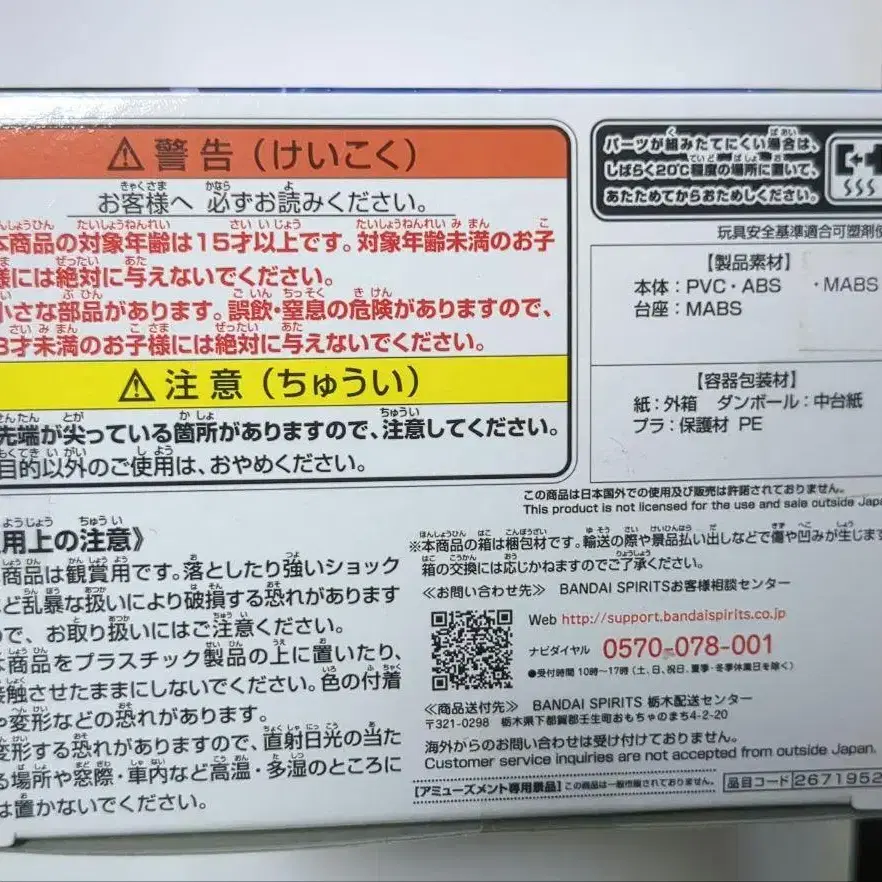 警告（けいこく）
お客様へ 必ずお読みください。
本商品の対象年齢は15才以上です。対象年齢未満のお子
様には絶対に与えないでください。
小さな部品があります。誤飲・窒息の危険がありますので、
3才未満のお子様には絶対に与えないでください。
注意（ちゅうい）
先端が尖っている箇所がありますので、注意してください。
目的以外のご使用は、おやめください。
用上の注意》
商品は観賞用です。落としたり強いショック
ど乱暴な扱いにより破損する恐れがあります
で、お取り扱いにはご注意ください。
本商品をプラスチック製品の上に置いたり、
接触させたままにしないでください。色の付着
や変形などの恐れがあります。
変形する恐れがありますので、直射日光の当た
る場所や窓際・車内など高温・多湿のところに
は置かないでください。
パーツが組みたてにくい場合は、
しばらく20℃程度の場所に置いて、
あたためてからおためしください。
玩具安全基準適合可塑剤使
【製品素材】
本体：PVC・ABS ・MABS
台座：MABS
【容器包装材】
紙：外箱 ダンボール：中台紙
プラ：保護材 PE
この商品は日本国外での使用及び販売は許諾されておりません。
This product is not licensed for the use and sale outside Japa
※本商品の箱は梱包材です。輸送の際や景品払い出しなどで傷や凹みが生じます
箱の交換には応じかねますのでご了承ください。
≪お問い合わせ先≫ BANDAI SPIRITSお客様相談センター
Web http://support.bandaispirits.co.jp
ナビダイヤル 0570-078-001
●受付時間 10時〜17時（土、日、祝日、夏季・冬季休業日を除く）
≪商品送付先≫ BANDAI SPIRITS 栃木配送センター
〒321-0298 栃木県下都賀郡壬生町おもちゃのまち4-2-20
海外からのお問い合わせは受け付けておりません。
Customer service inquiries are not accepted from outside Japan.
【アミューズメント専用景品】この商品は一般市販されておりません。 品目コード 2671952